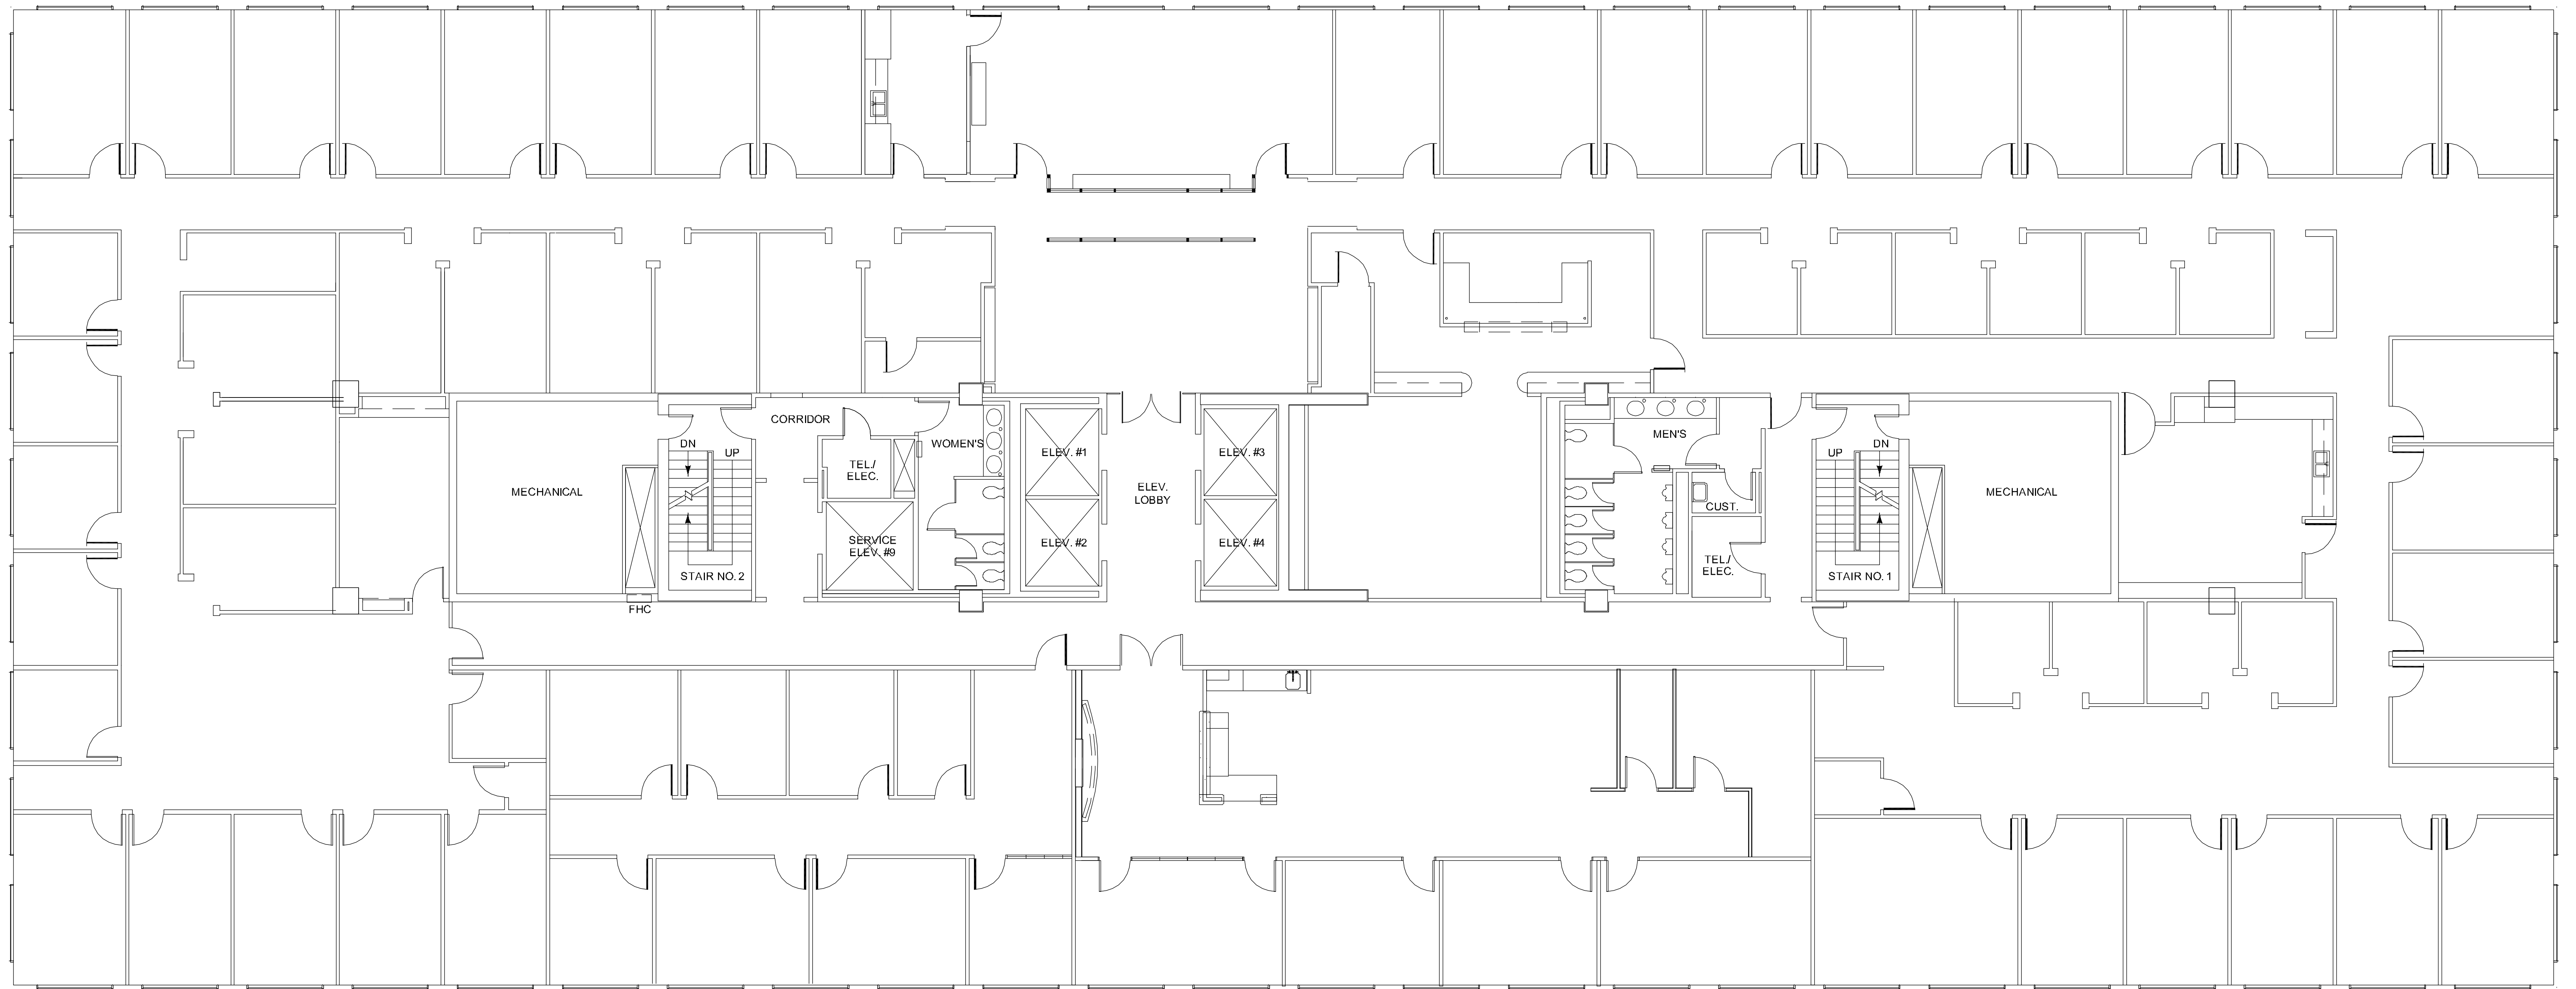 CORRIDOR
WOMEN'S
DN
UP
TEL./
ELEC.
MECHANICAL
SERVICE
ELEV. #9
STAIR NO. 2
FHC
ELEV. #1
ELEV. #2
ELEV.
LOBBY
ELEV. #3
ELEV. #4
MEN'S
CUST.
TEL./
ELEC.
UP
DN
STAIR NO. 1
MECHANICAL